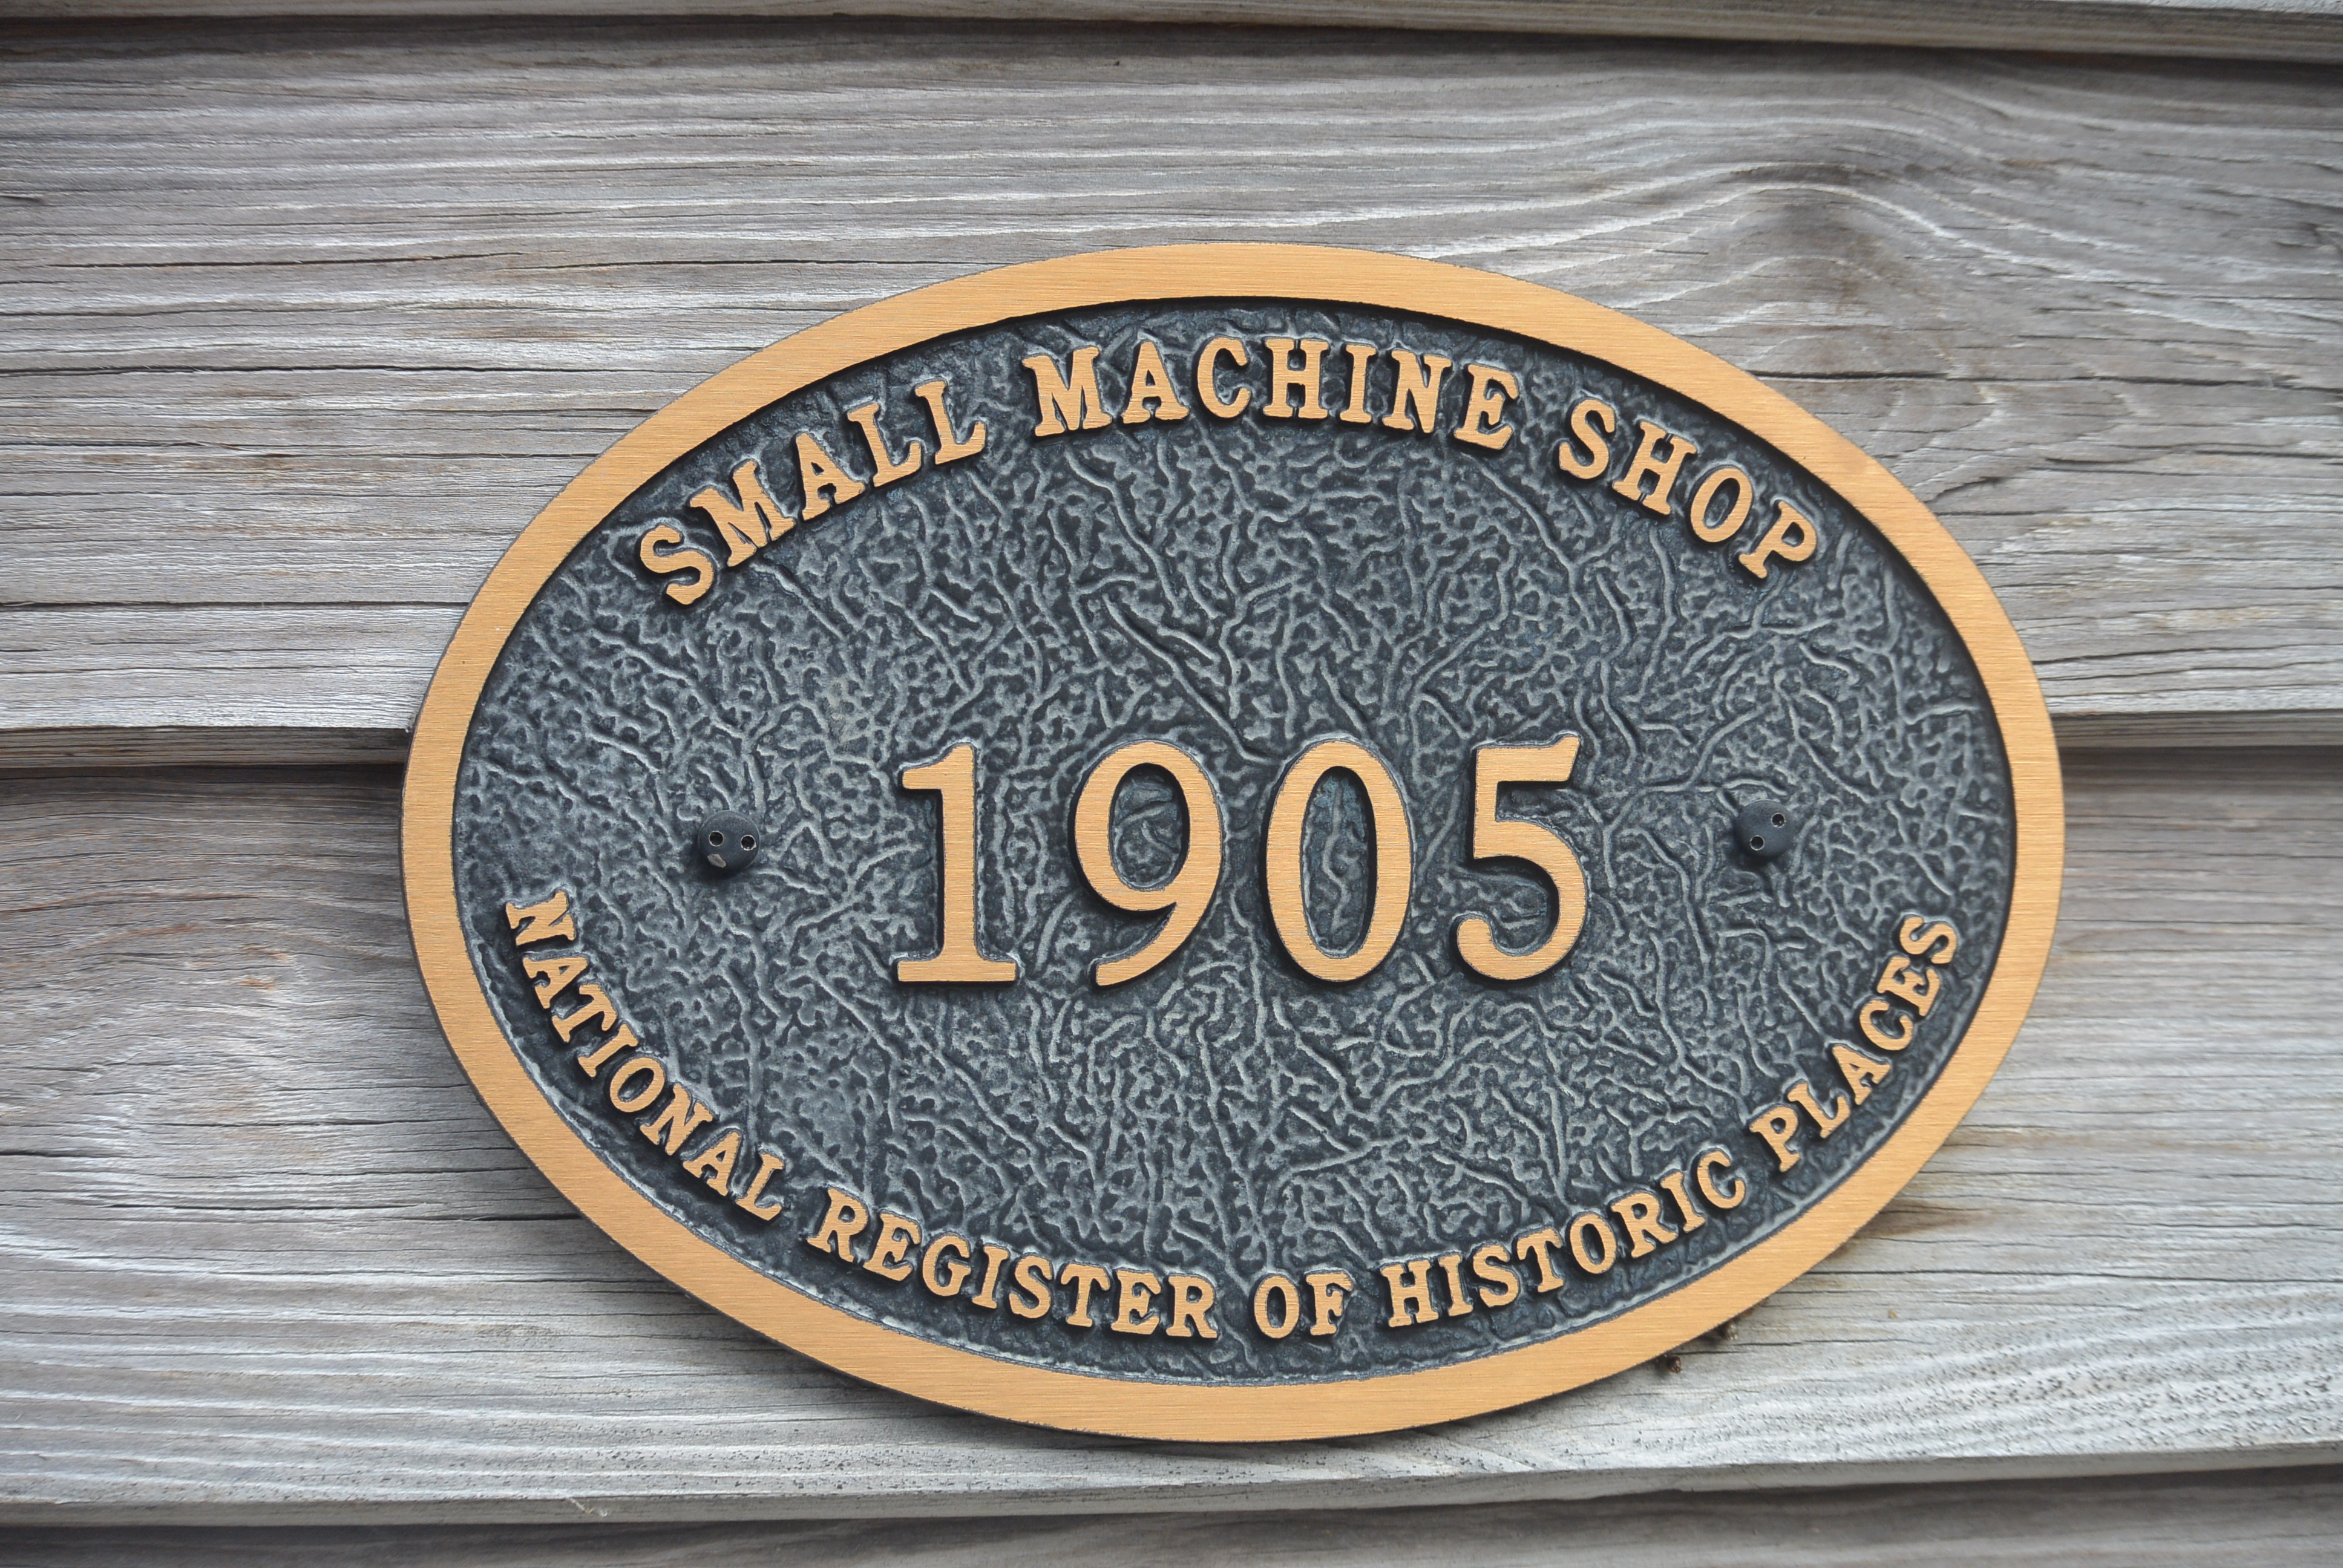 SMALL MACHINE SHOP
1905
NATIONAL REGISTER OF HISTORIC PLACES